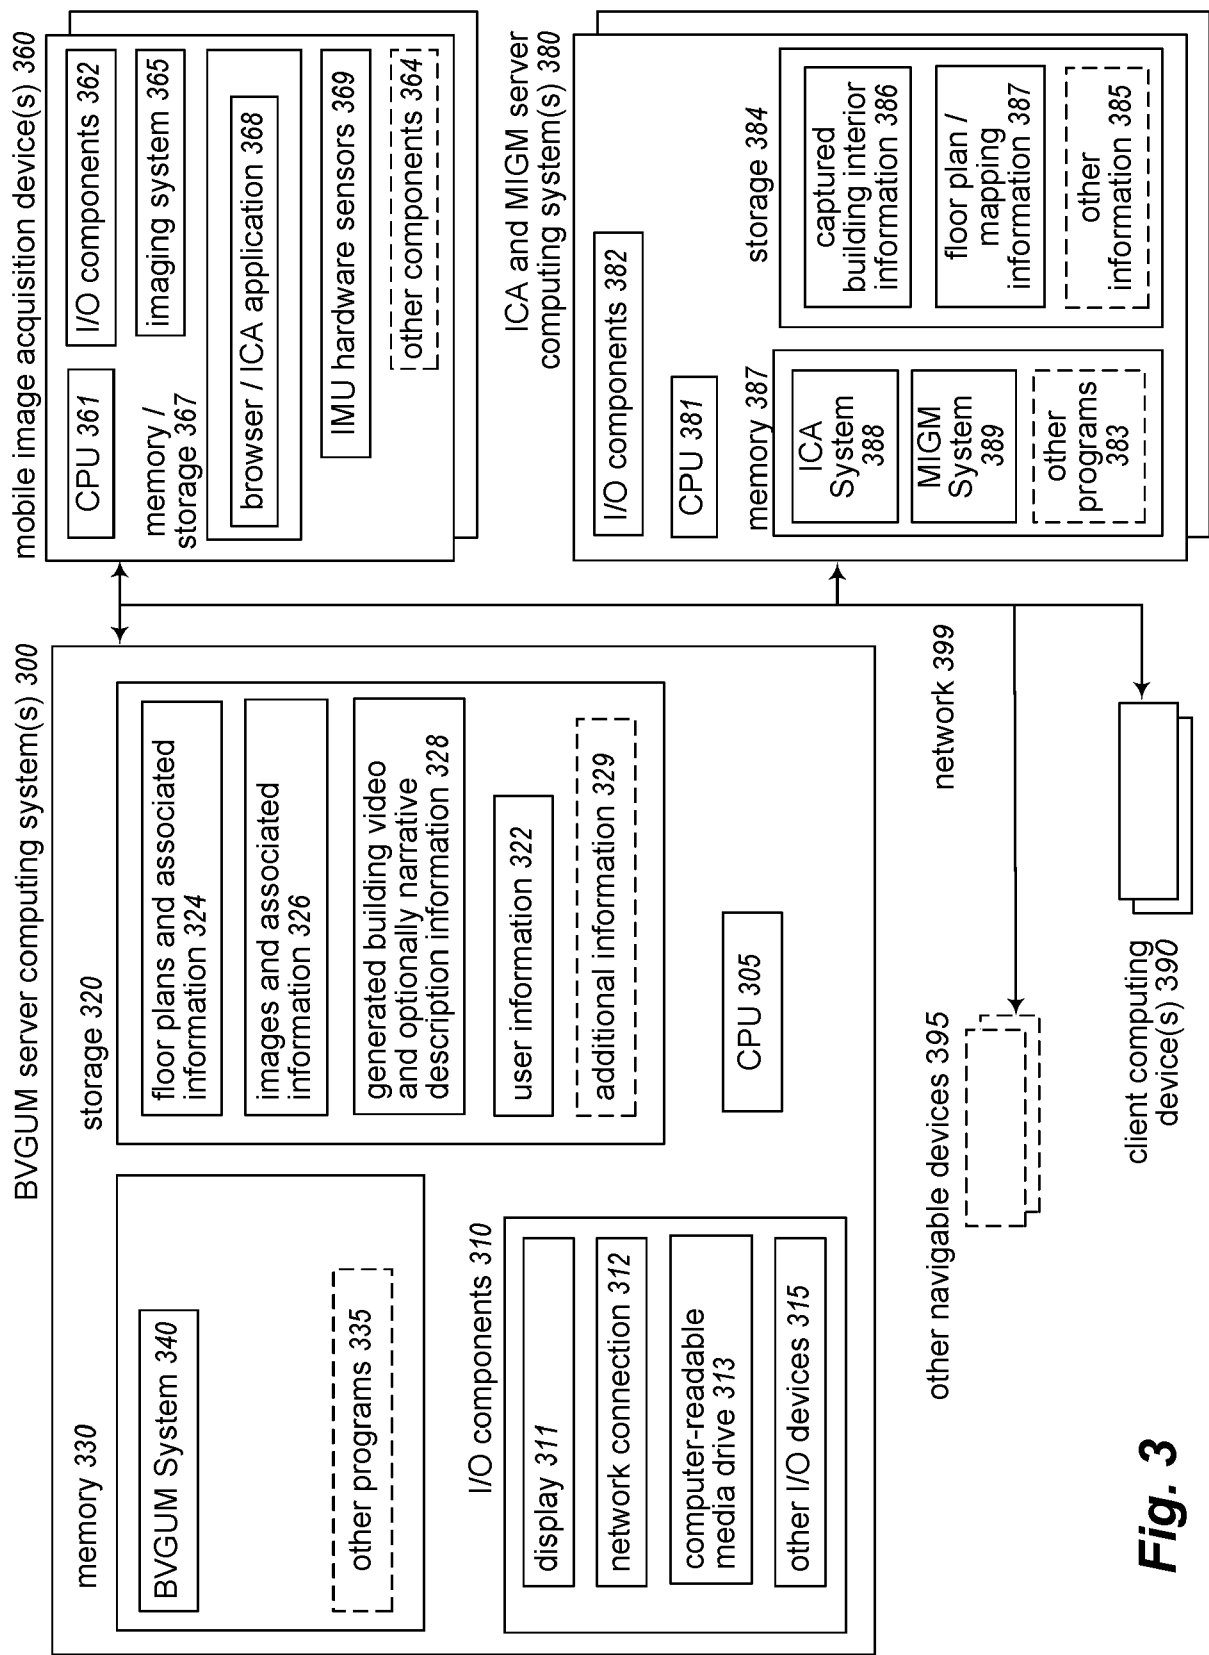 BVGUM server computing system(s) 300
memory 330
BVGUM System 340
other programs 335
storage 320
floor plans and associated
information 324
images and associated
information 326
generated building video
and optionally narrative
description information 328
user information 322
additional information 329
I/O components 310
display 311
network connection 312
computer-readable
media drive 313
other I/O devices 315
CPU 305
mobile image acquisition device(s) 360
CPU 361
I/O components 362
memory /
storage 367
imaging system 365
browser / ICA application 368
IMU hardware sensors 369
other components 364
ICA and MIGM server
computing system(s) 380
I/O components 382
CPU 381
memory 387
ICA
System
388
MIGM
System
389
other
programs
383
storage 384
captured
building interior
information 386
floor plan /
mapping
information 387
other
information 385
network 399
other navigable devices 395
client computing
device(s) 390
Fig. 3